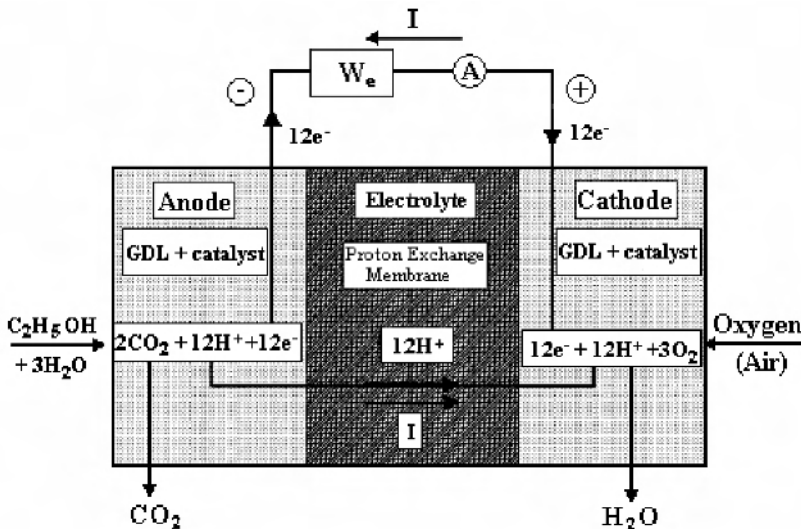 I
Wₑ
A
-
+
12e⁻
12e⁻
Anode
Electrolyte
Cathode
GDL + catalyst
Proton Exchange
Membrane
GDL + catalyst
C₂H₅OH
+ 3H₂O
2CO₂ + 12H⁺ +12e⁻
12H⁺
12e⁻ + 12H⁺ +3O₂
Oxygen
(Air)
I
CO₂
H₂O